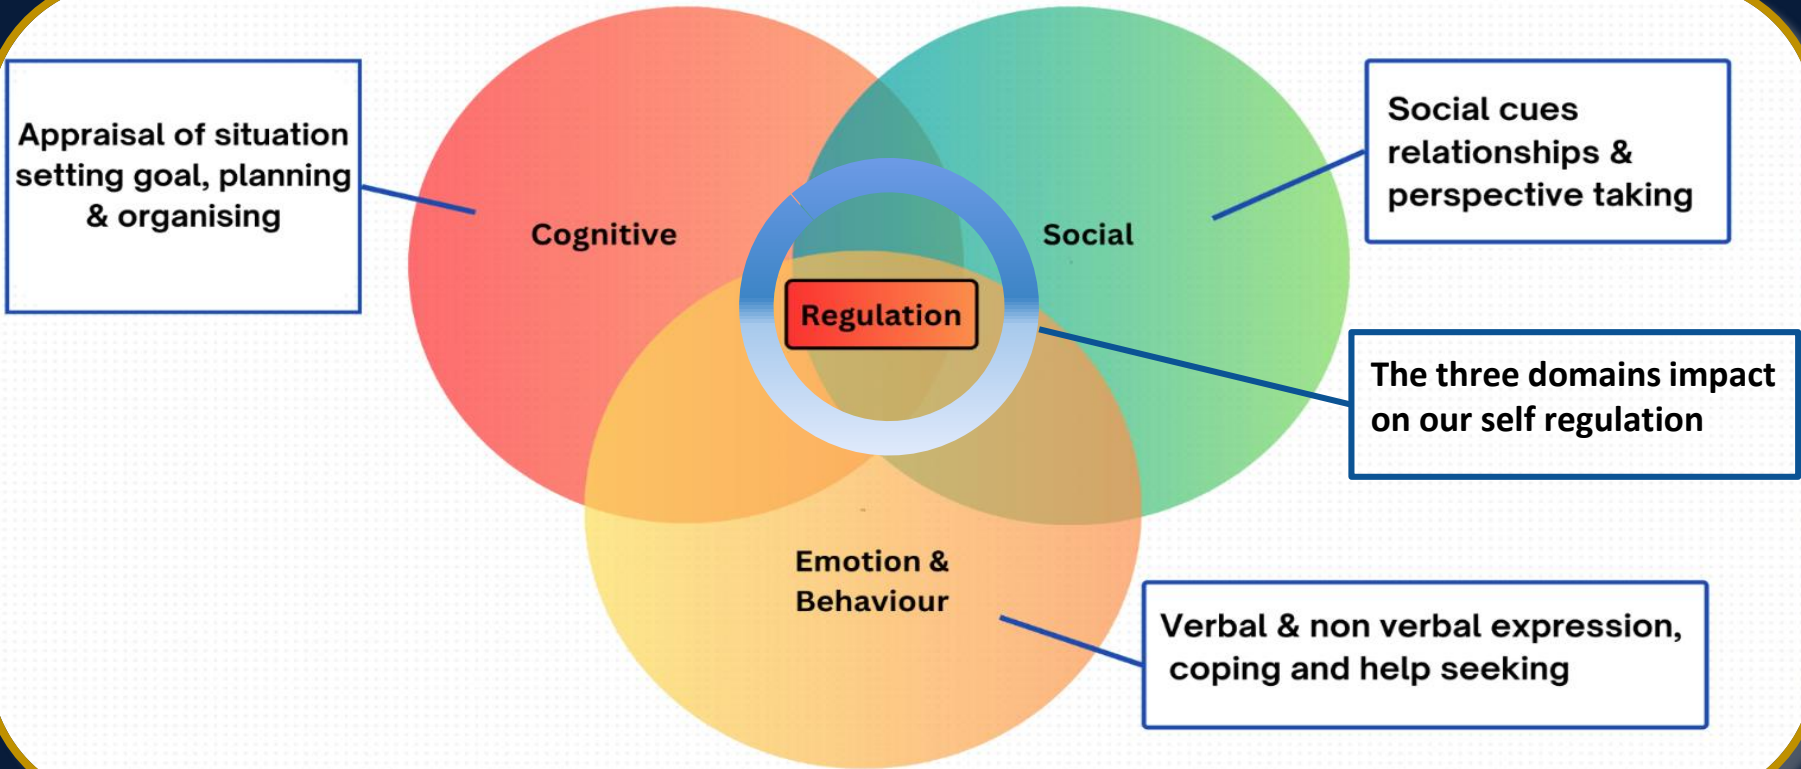 Appraisal of situation
setting goal, planning
& organising
Cognitive
Social
Social cues
relationships &
perspective taking
Regulation
The three domains impact
on our self regulation
Emotion &
Behaviour
Verbal & non verbal expression,
coping and help seeking